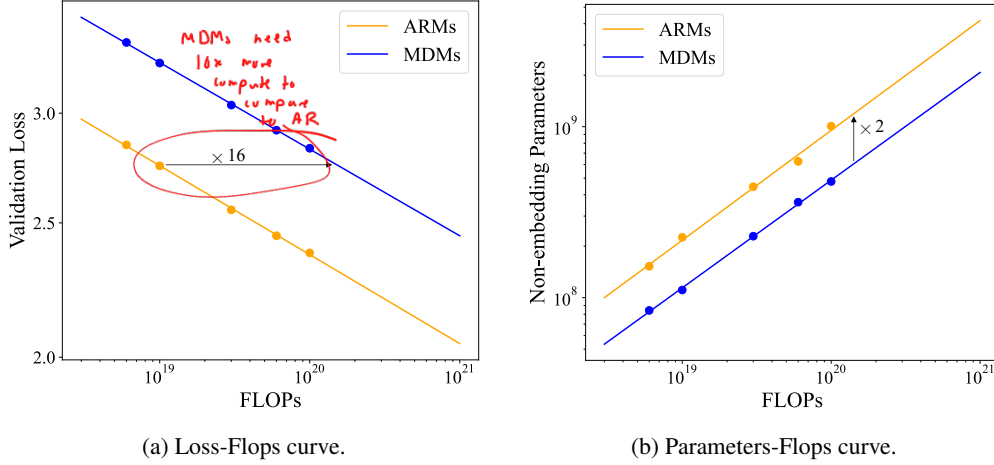 ARMs
MDMs
MDMs need
16x more
compute to
compare
to AR
× 16
Validation Loss
3.0
2.5
2.0
10^19
10^20
10^21
FLOPs
(a) Loss-Flops curve.
ARMs
MDMs
× 2
Non-embedding Parameters
10^9
10^8
10^19
10^20
10^21
FLOPs
(b) Parameters-Flops curve.